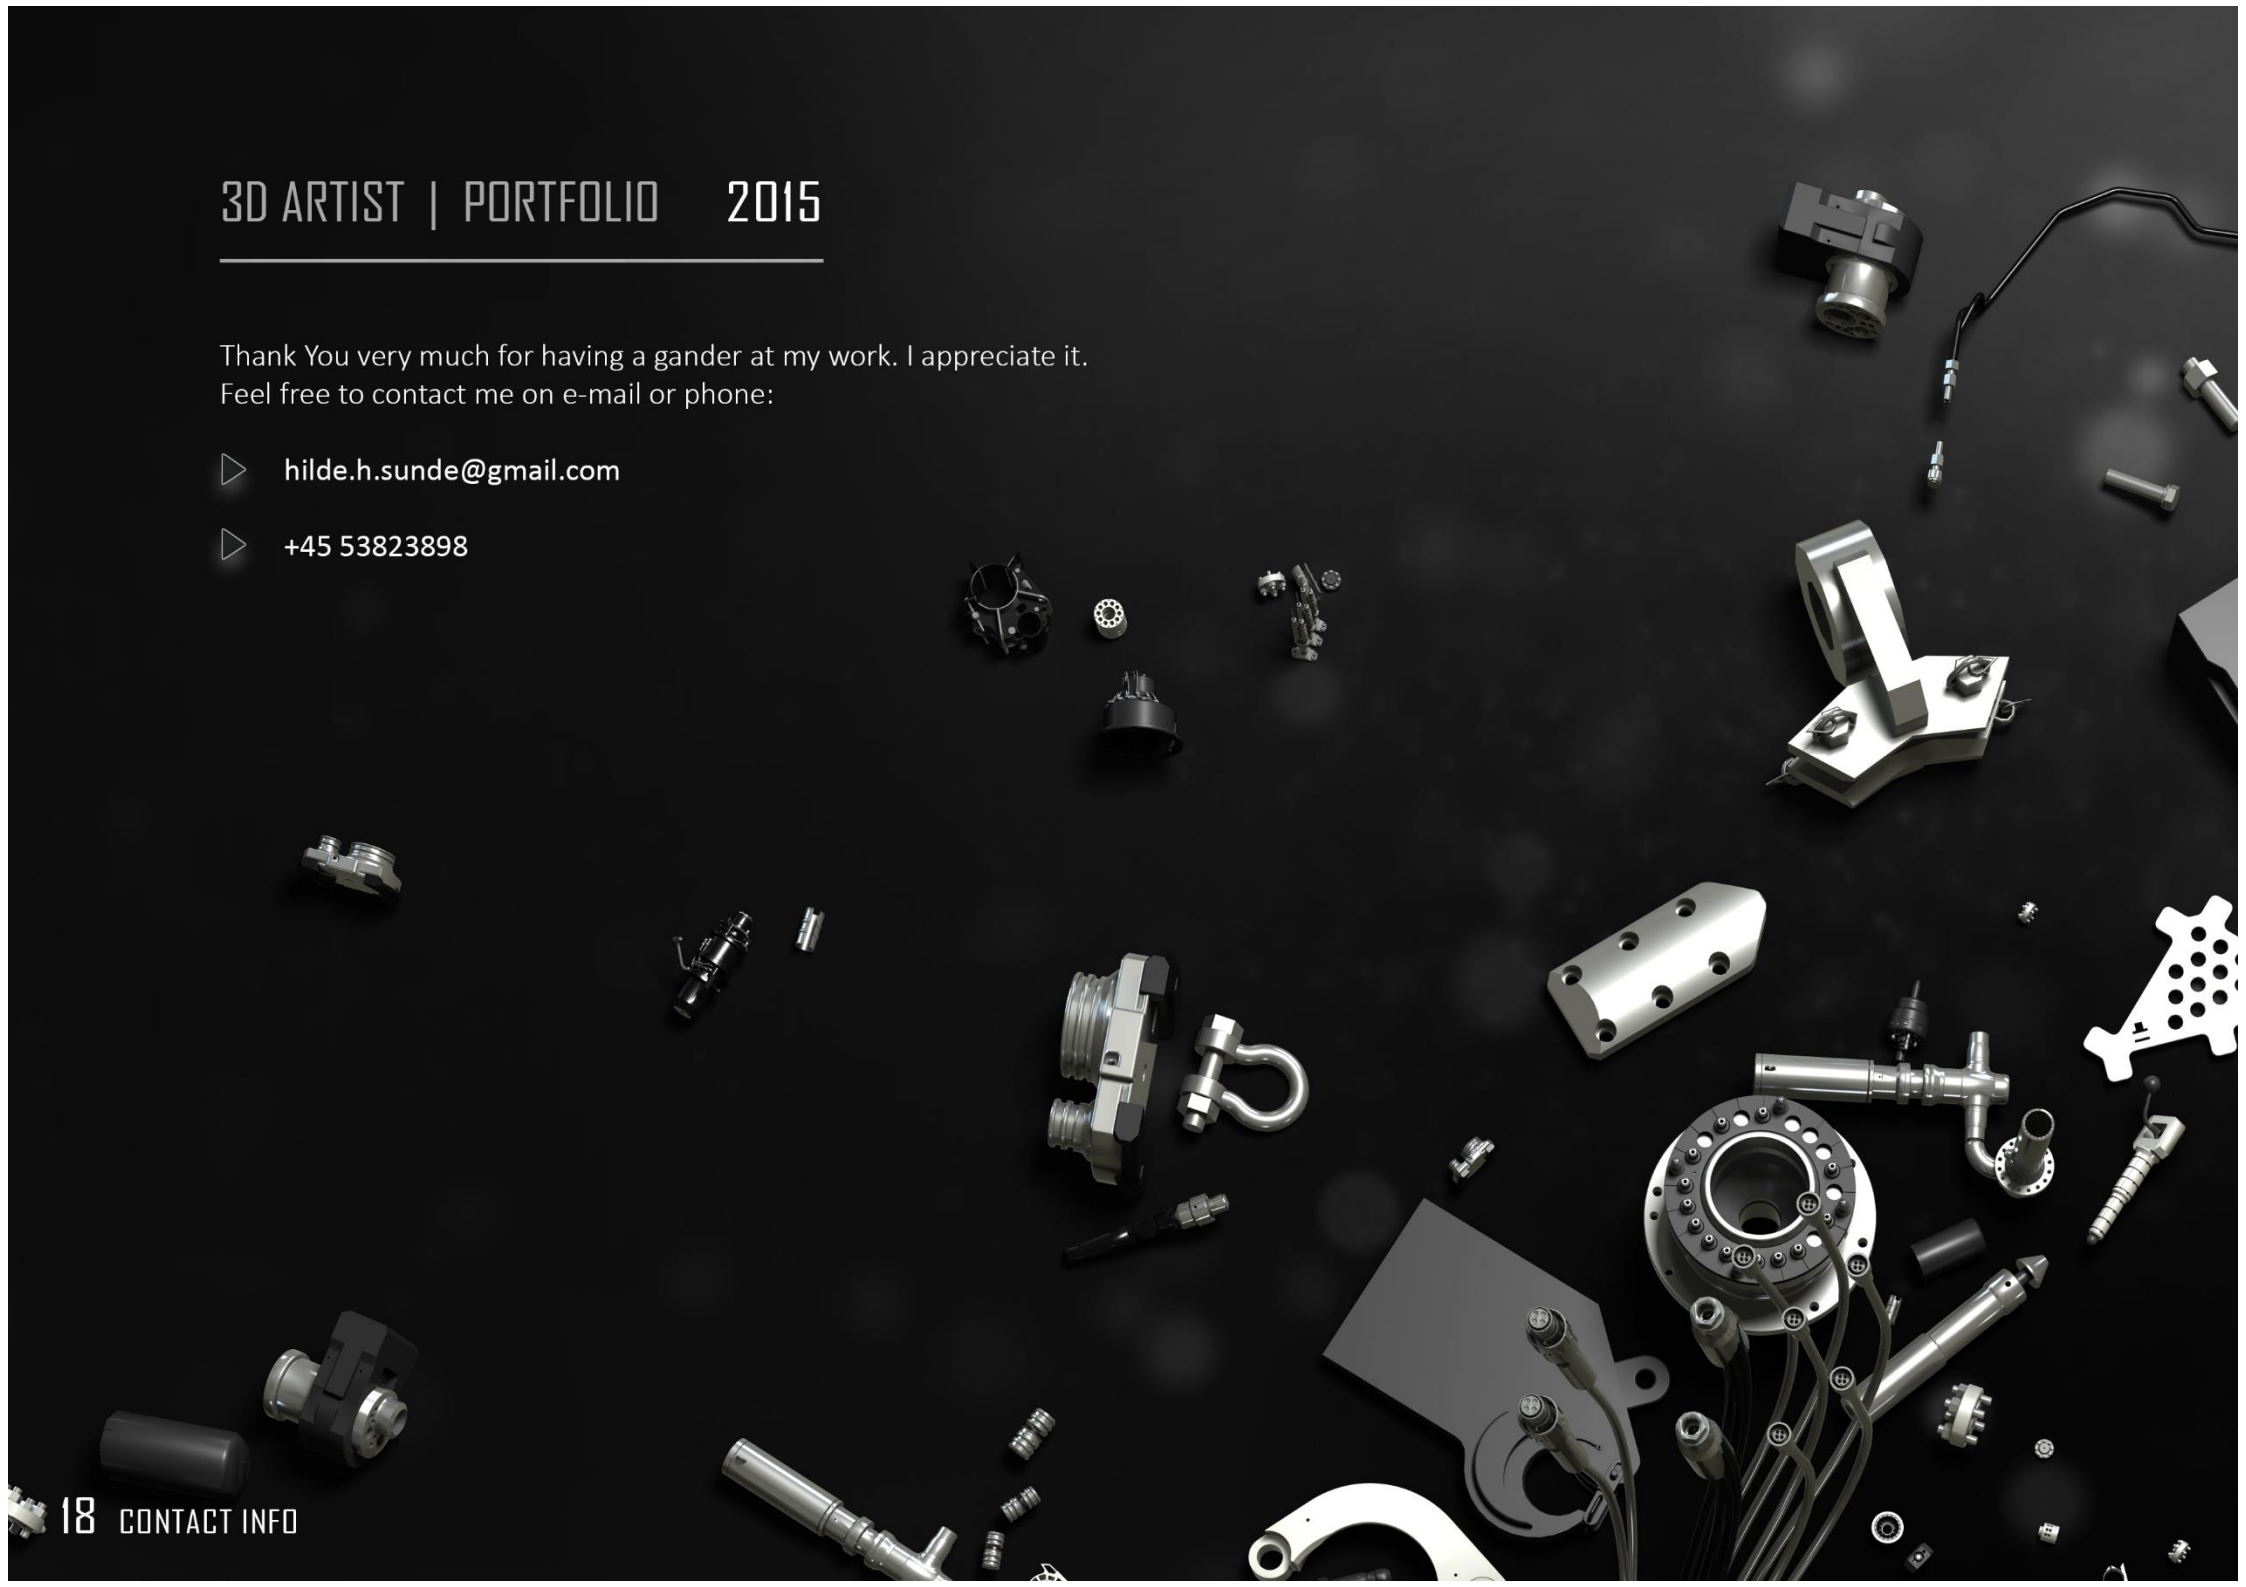 3D ARTIST | PORTFOLIO 2015
Thank You very much for having a gander at my work. I appreciate it.
Feel free to contact me on e-mail or phone:
hilde.h.sunde@gmail.com
+45 53823898
18 CONTACT INFO